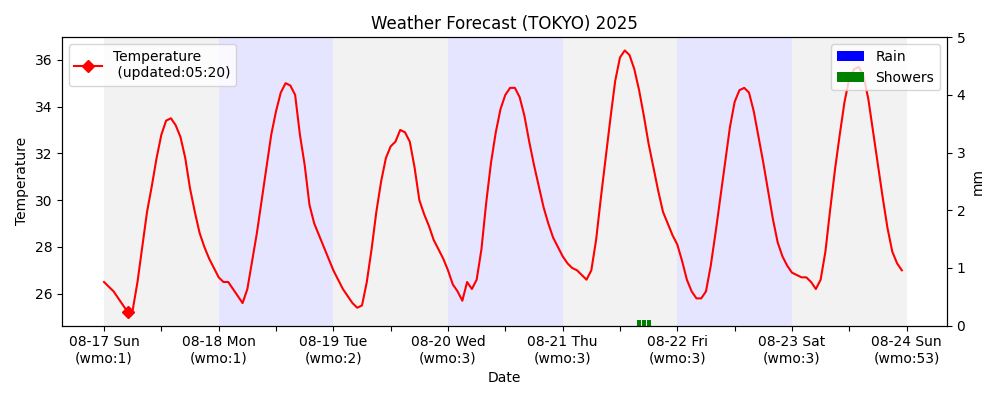 Weather Forecast (TOKYO) 2025
Temperature
(updated:05:20)
Rain
Showers
36
34
32
30
28
26
Temperature
5
4
3
2
1
0
mm
08-17 Sun
(wmo:1)
08-18 Mon
(wmo:1)
08-19 Tue
(wmo:2)
08-20 Wed
(wmo:3)
08-21 Thu
(wmo:3)
08-22 Fri
(wmo:3)
08-23 Sat
(wmo:3)
08-24 Sun
(wmo:53)
Date